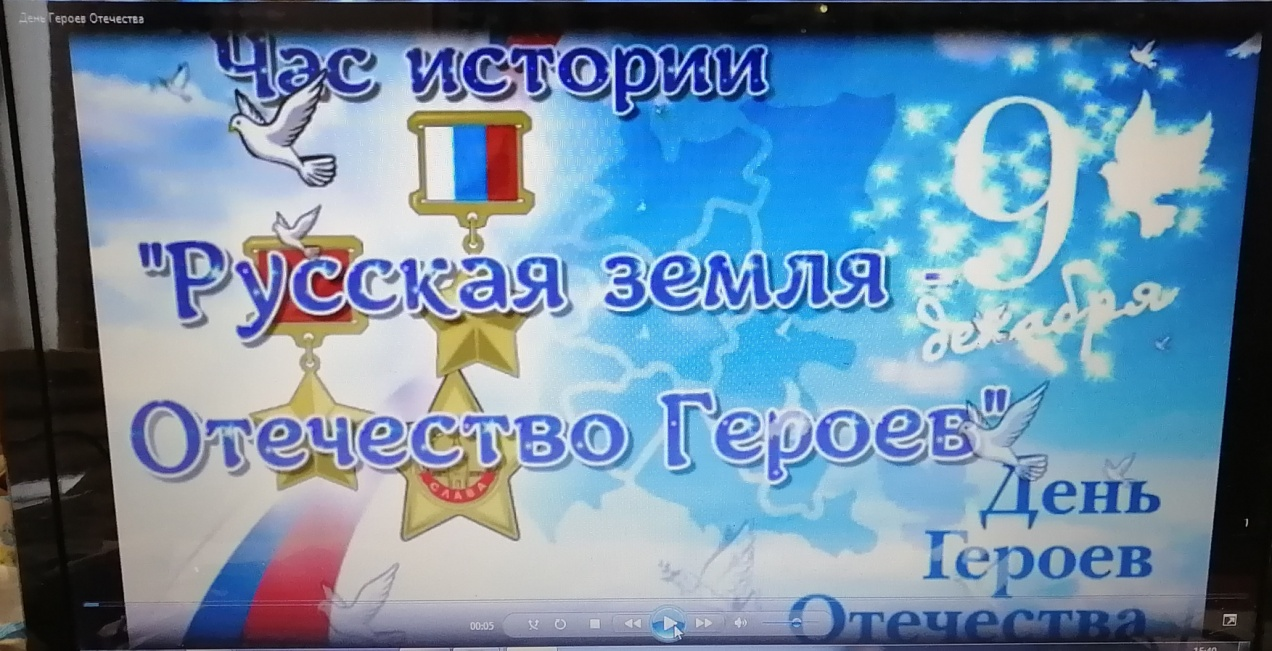 День Героев Отечества
Час истории
9
декабря
"Русская земля -
Отечество Героев"
СЛАВА
День
Героев
Отечества
00:05